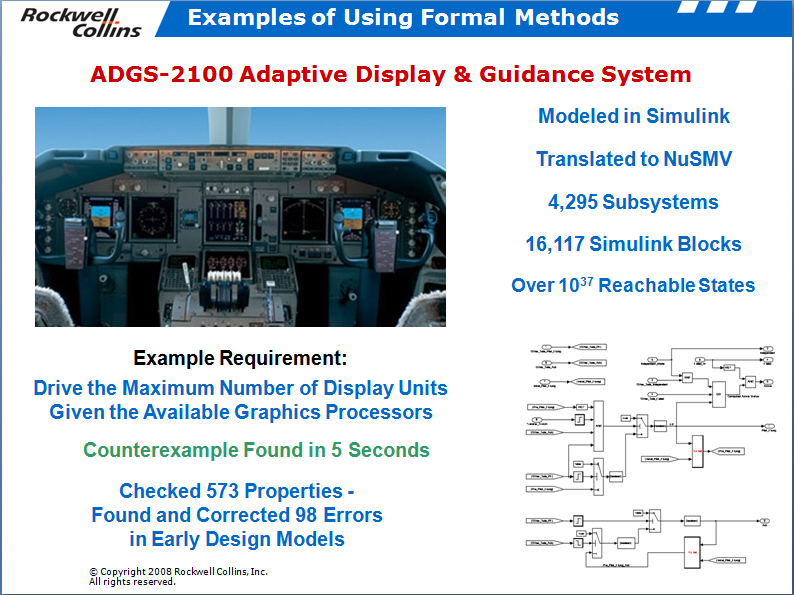 Rockwell
Collins
Examples of Using Formal Methods
ADGS-2100 Adaptive Display & Guidance System
Modeled in Simulink
Translated to NuSMV
4,295 Subsystems
16,117 Simulink Blocks
Over 10³⁷ Reachable States
Example Requirement:
Drive the Maximum Number of Display Units
Given the Available Graphics Processors
Counterexample Found in 5 Seconds
Checked 573 Properties -
Found and Corrected 98 Errors
in Early Design Models
© Copyright 2008 Rockwell Collins, Inc.
All rights reserved.